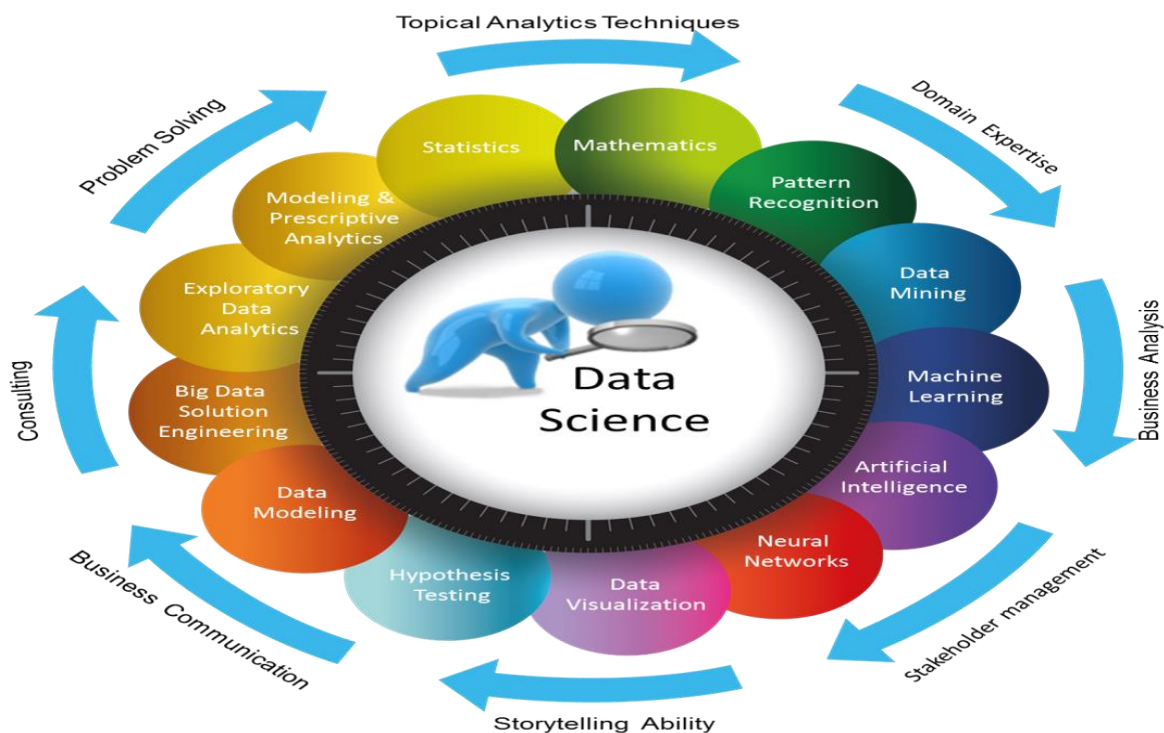 Topical Analytics Techniques
Domain Expertise
Business Analysis
Stakeholder management
Storytelling Ability
Business Communication
Consulting
Problem Solving
Statistics
Mathematics
Pattern
Recognition
Data
Mining
Machine
Learning
Artificial
Intelligence
Neural
Networks
Data
Visualization
Hypothesis
Testing
Data
Modeling
Big Data
Solution
Engineering
Exploratory
Data
Analytics
Modeling &
Prescriptive
Analytics
Data
Science